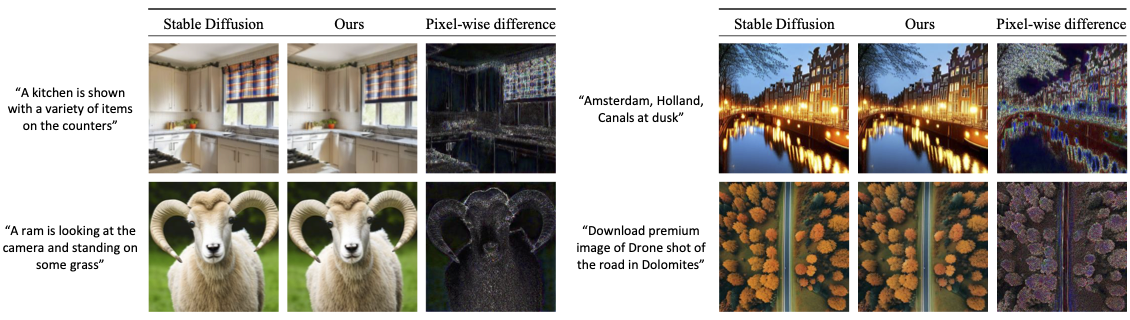 Stable Diffusion Ours Pixel-wise difference
“A kitchen is shown
with a variety of items
on the counters”
“A ram is looking at the
camera and standing on
some grass”
Stable Diffusion Ours Pixel-wise difference
“Amsterdam, Holland,
Canals at dusk”
“Download premium
image of Drone shot of
the road in Dolomites”